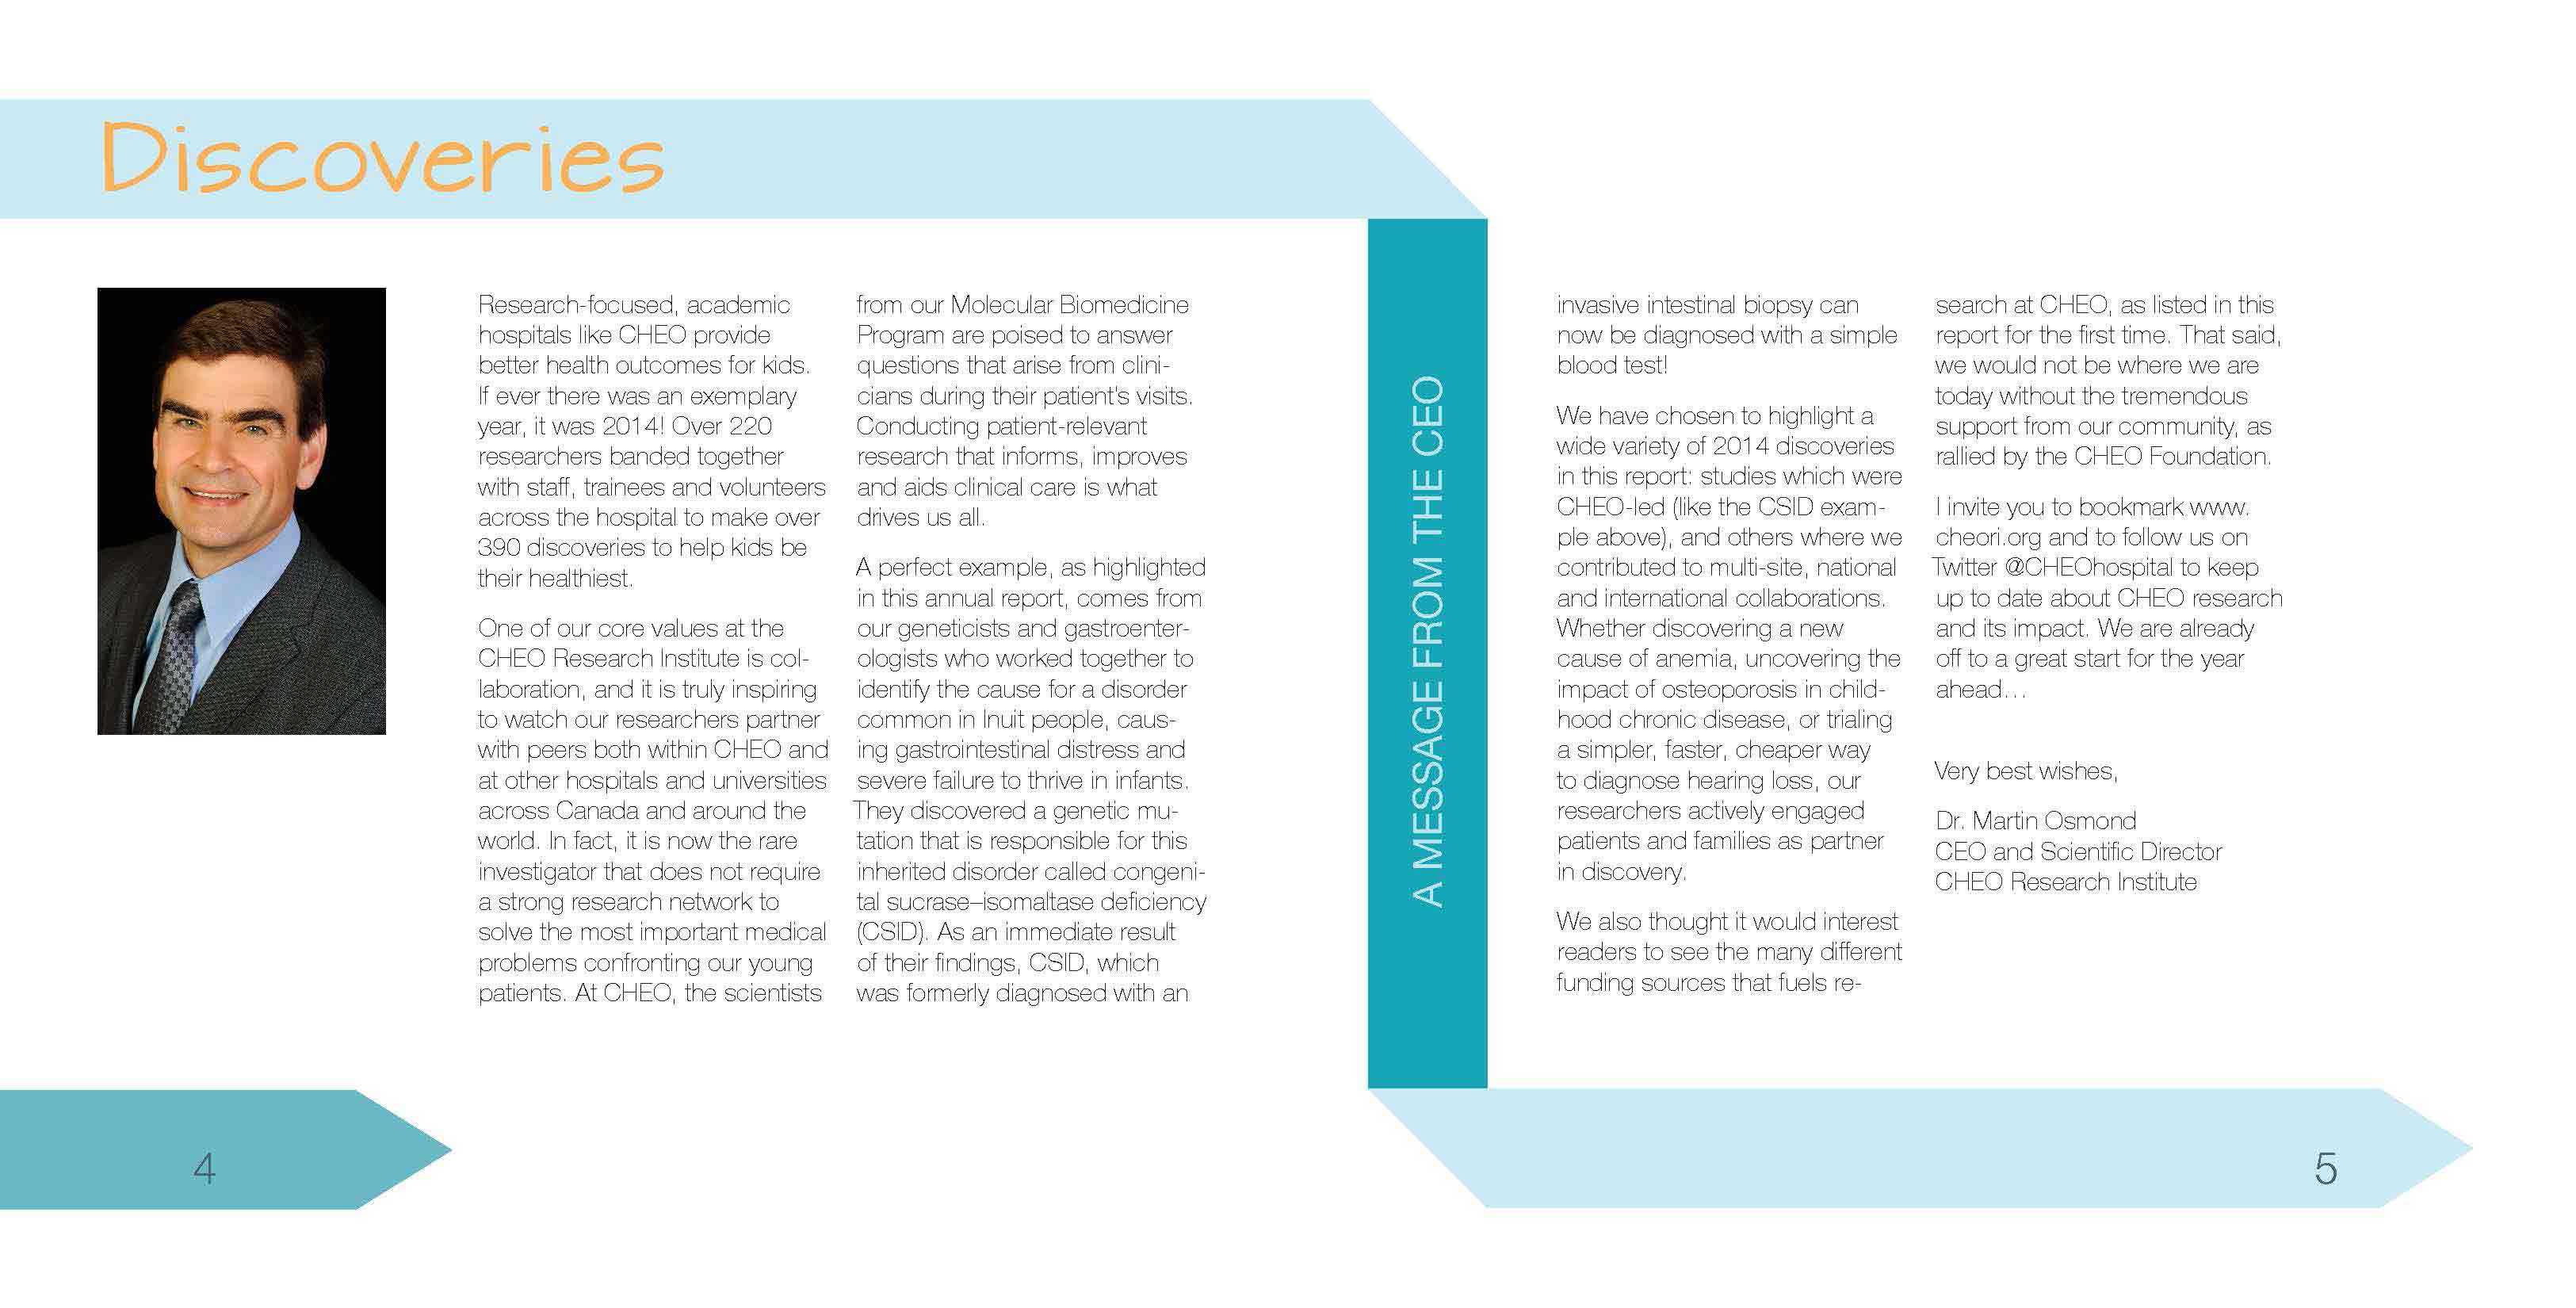 Discoveries
Research-focused, academic
hospitals like CHEO provide
better health outcomes for kids.
If ever there was an exemplary
year, it was 2014! Over 220
researchers banded together
with staff, trainees and volunteers
across the hospital to make over
390 discoveries to help kids be
their healthiest.
One of our core values at the
CHEO Research Institute is col-
laboration, and it is truly inspiring
to watch our researchers partner
with peers both within CHEO and
at other hospitals and universities
across Canada and around the
world. In fact, it is now the rare
investigator that does not require
a strong research network to
solve the most important medical
problems confronting our young
patients. At CHEO, the scientists
from our Molecular Biomedicine
Program are poised to answer
questions that arise from clini-
cians during their patient's visits.
Conducting patient-relevant
research that informs, improves
and aids clinical care is what
drives us all.
A perfect example, as highlighted
in this annual report, comes from
our geneticists and gastroenter-
ologists who worked together to
identify the cause for a disorder
common in Inuit people, caus-
ing gastrointestinal distress and
severe failure to thrive in infants.
They discovered a genetic mu-
tation that is responsible for this
inherited disorder called congeni-
tal sucrase–isomaltase deficiency
(CSID). As an immediate result
of their findings, CSID, which
was formerly diagnosed with an
A MESSAGE FROM THE CEO
invasive intestinal biopsy can
now be diagnosed with a simple
blood test!
We have chosen to highlight a
wide variety of 2014 discoveries
in this report: studies which were
CHEO-led (like the CSID exam-
ple above), and others where we
contributed to multi-site, national
and international collaborations.
Whether discovering a new
cause of anemia, uncovering the
impact of osteoporosis in child-
hood chronic disease, or trialing
a simpler, faster, cheaper way
to diagnose hearing loss, our
researchers actively engaged
patients and families as partner
in discovery.
We also thought it would interest
readers to see the many different
funding sources that fuels re-
search at CHEO, as listed in this
report for the first time. That said,
we would not be where we are
today without the tremendous
support from our community, as
rallied by the CHEO Foundation.
I invite you to bookmark www.
cheori.org and to follow us on
Twitter @CHEOhospital to keep
up to date about CHEO research
and its impact. We are already
off to a great start for the year
ahead…
Very best wishes,
Dr. Martin Osmond
CEO and Scientific Director
CHEO Research Institute
4
5